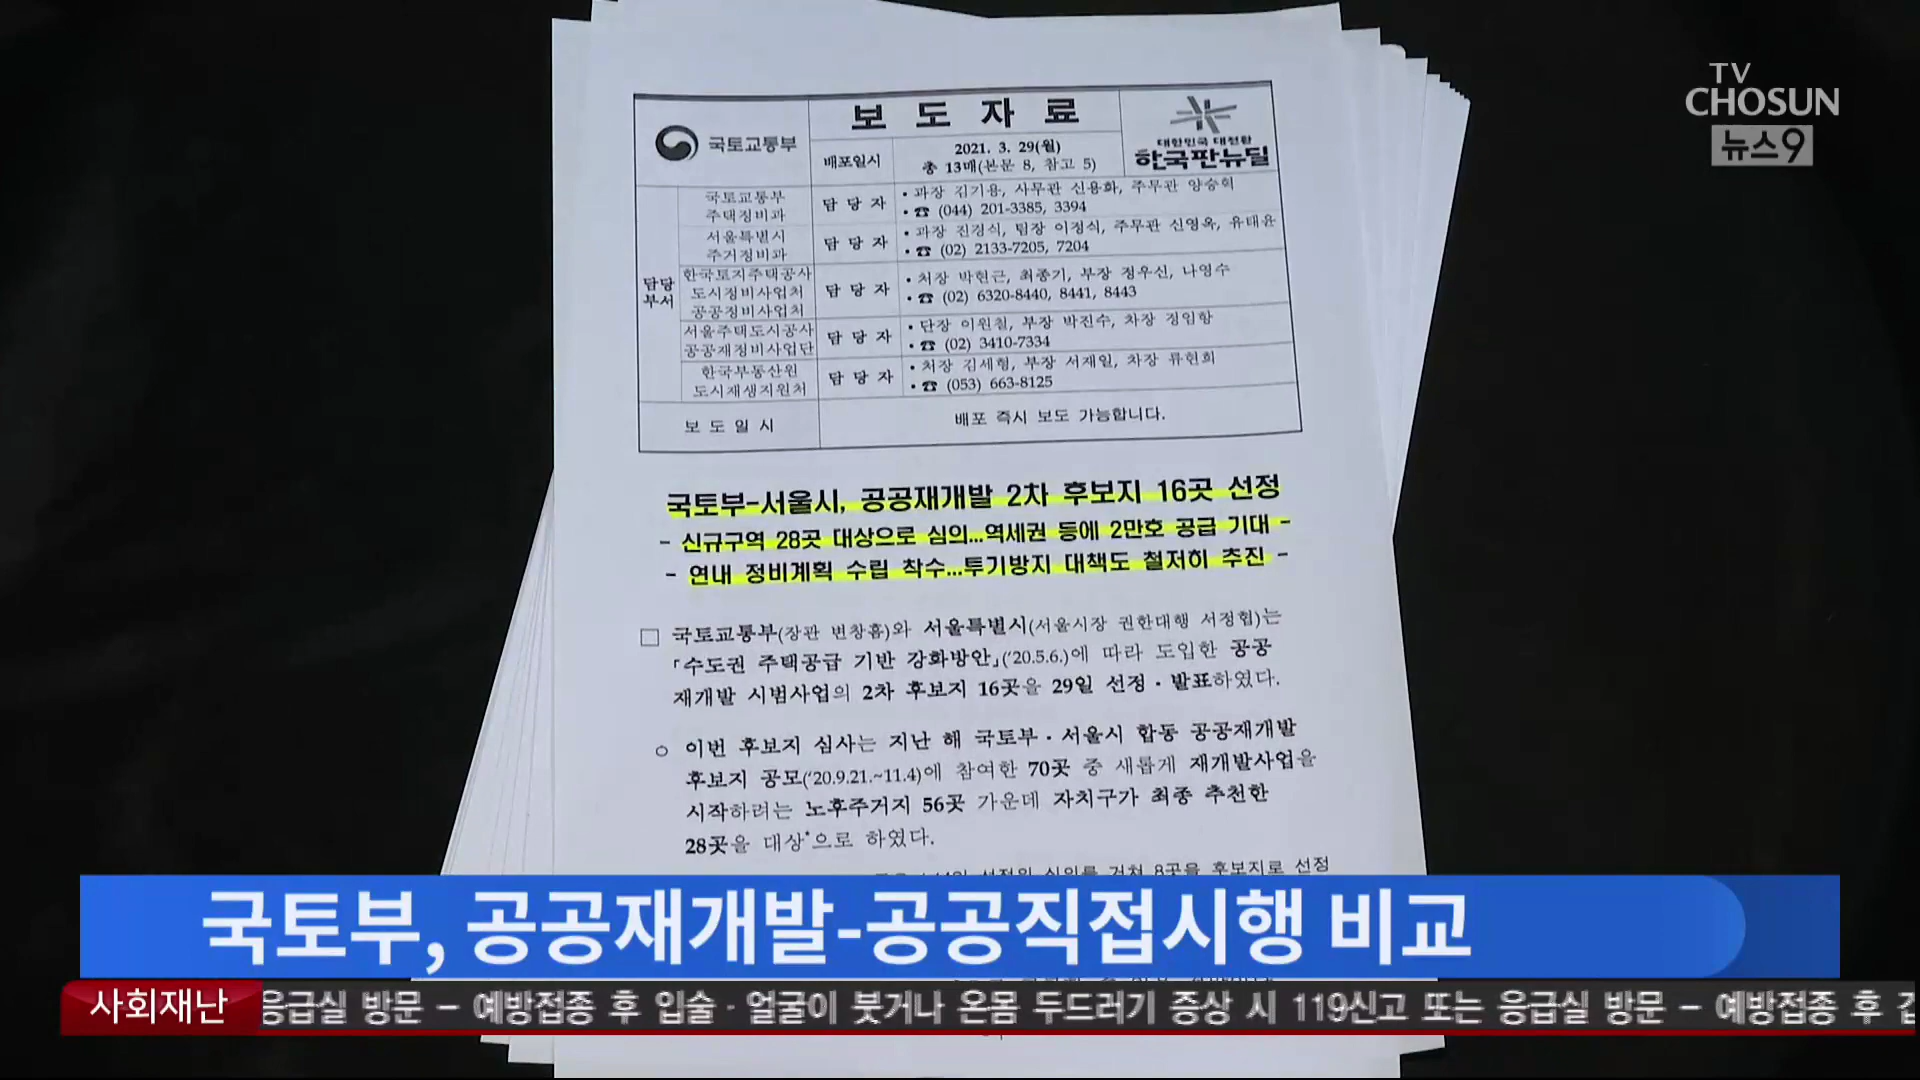 TV
CHOSUN
뉴스9
국토교통부
보 도 자 료
대한민국 대전환
한국판뉴딜
배포일시
2021. 3. 29(월)
총 13매(본문 8, 참고 5)
담당
부서
국토교통부
주택정비과
담 당 자
• 과장 김기용, 사무관 신용화, 주무관 양승희
• ☎ (044) 201-3385, 3394
서울특별시
주거정비과
담 당 자
• 과장 진경식, 팀장 이정식, 주무관 신영옥, 유태윤
• ☎ (02) 2133-7205, 7204
한국토지주택공사
도시정비사업처
공공정비사업처
담 당 자
• 처장 박현근, 최종기, 부장 정우신, 나영수
• ☎ (02) 6320-8440, 8441, 8443
서울주택도시공사
공공재정비사업단
담 당 자
• 단장 이원철, 부장 박진수, 차장 정임항
• ☎ (02) 3410-7334
한국부동산원
도시재생지원처
담 당 자
• 처장 김세형, 부장 서재일, 차장 류현희
• ☎ (053) 663-8125
보 도 일 시
배포 즉시 보도 가능합니다.
국토부-서울시, 공공재개발 2차 후보지 16곳 선정
- 신규구역 28곳 대상으로 심의...역세권 등에 2만호 공급 기대 -
- 연내 정비계획 수립 착수...투기방지 대책도 철저히 추진 -
□ 국토교통부(장관 변창흠)와 서울특별시(서울시장 권한대행 서정협)는
「수도권 주택공급 기반 강화방안」('20.5.6.)에 따라 도입한 공공
재개발 시범사업의 2차 후보지 16곳을 29일 선정·발표하였다.
○ 이번 후보지 심사는 지난 해 국토부·서울시 합동 공공재개발
후보지 공모('20.9.21.~11.4)에 참여한 70곳 중 새롭게 재개발사업을
시작하려는 노후주거지 56곳 가운데 자치구가 최종 추천한
28곳을 대상*으로 하였다.
심의를 거쳐 8곳을 후보지로 선정
국토부, 공공재개발-공공직접시행 비교
사회재난
응급실 방문 - 예방접종 후 입술·얼굴이 붓거나 온몸 두드러기 증상 시 119신고 또는 응급실 방문 - 예방접종 후